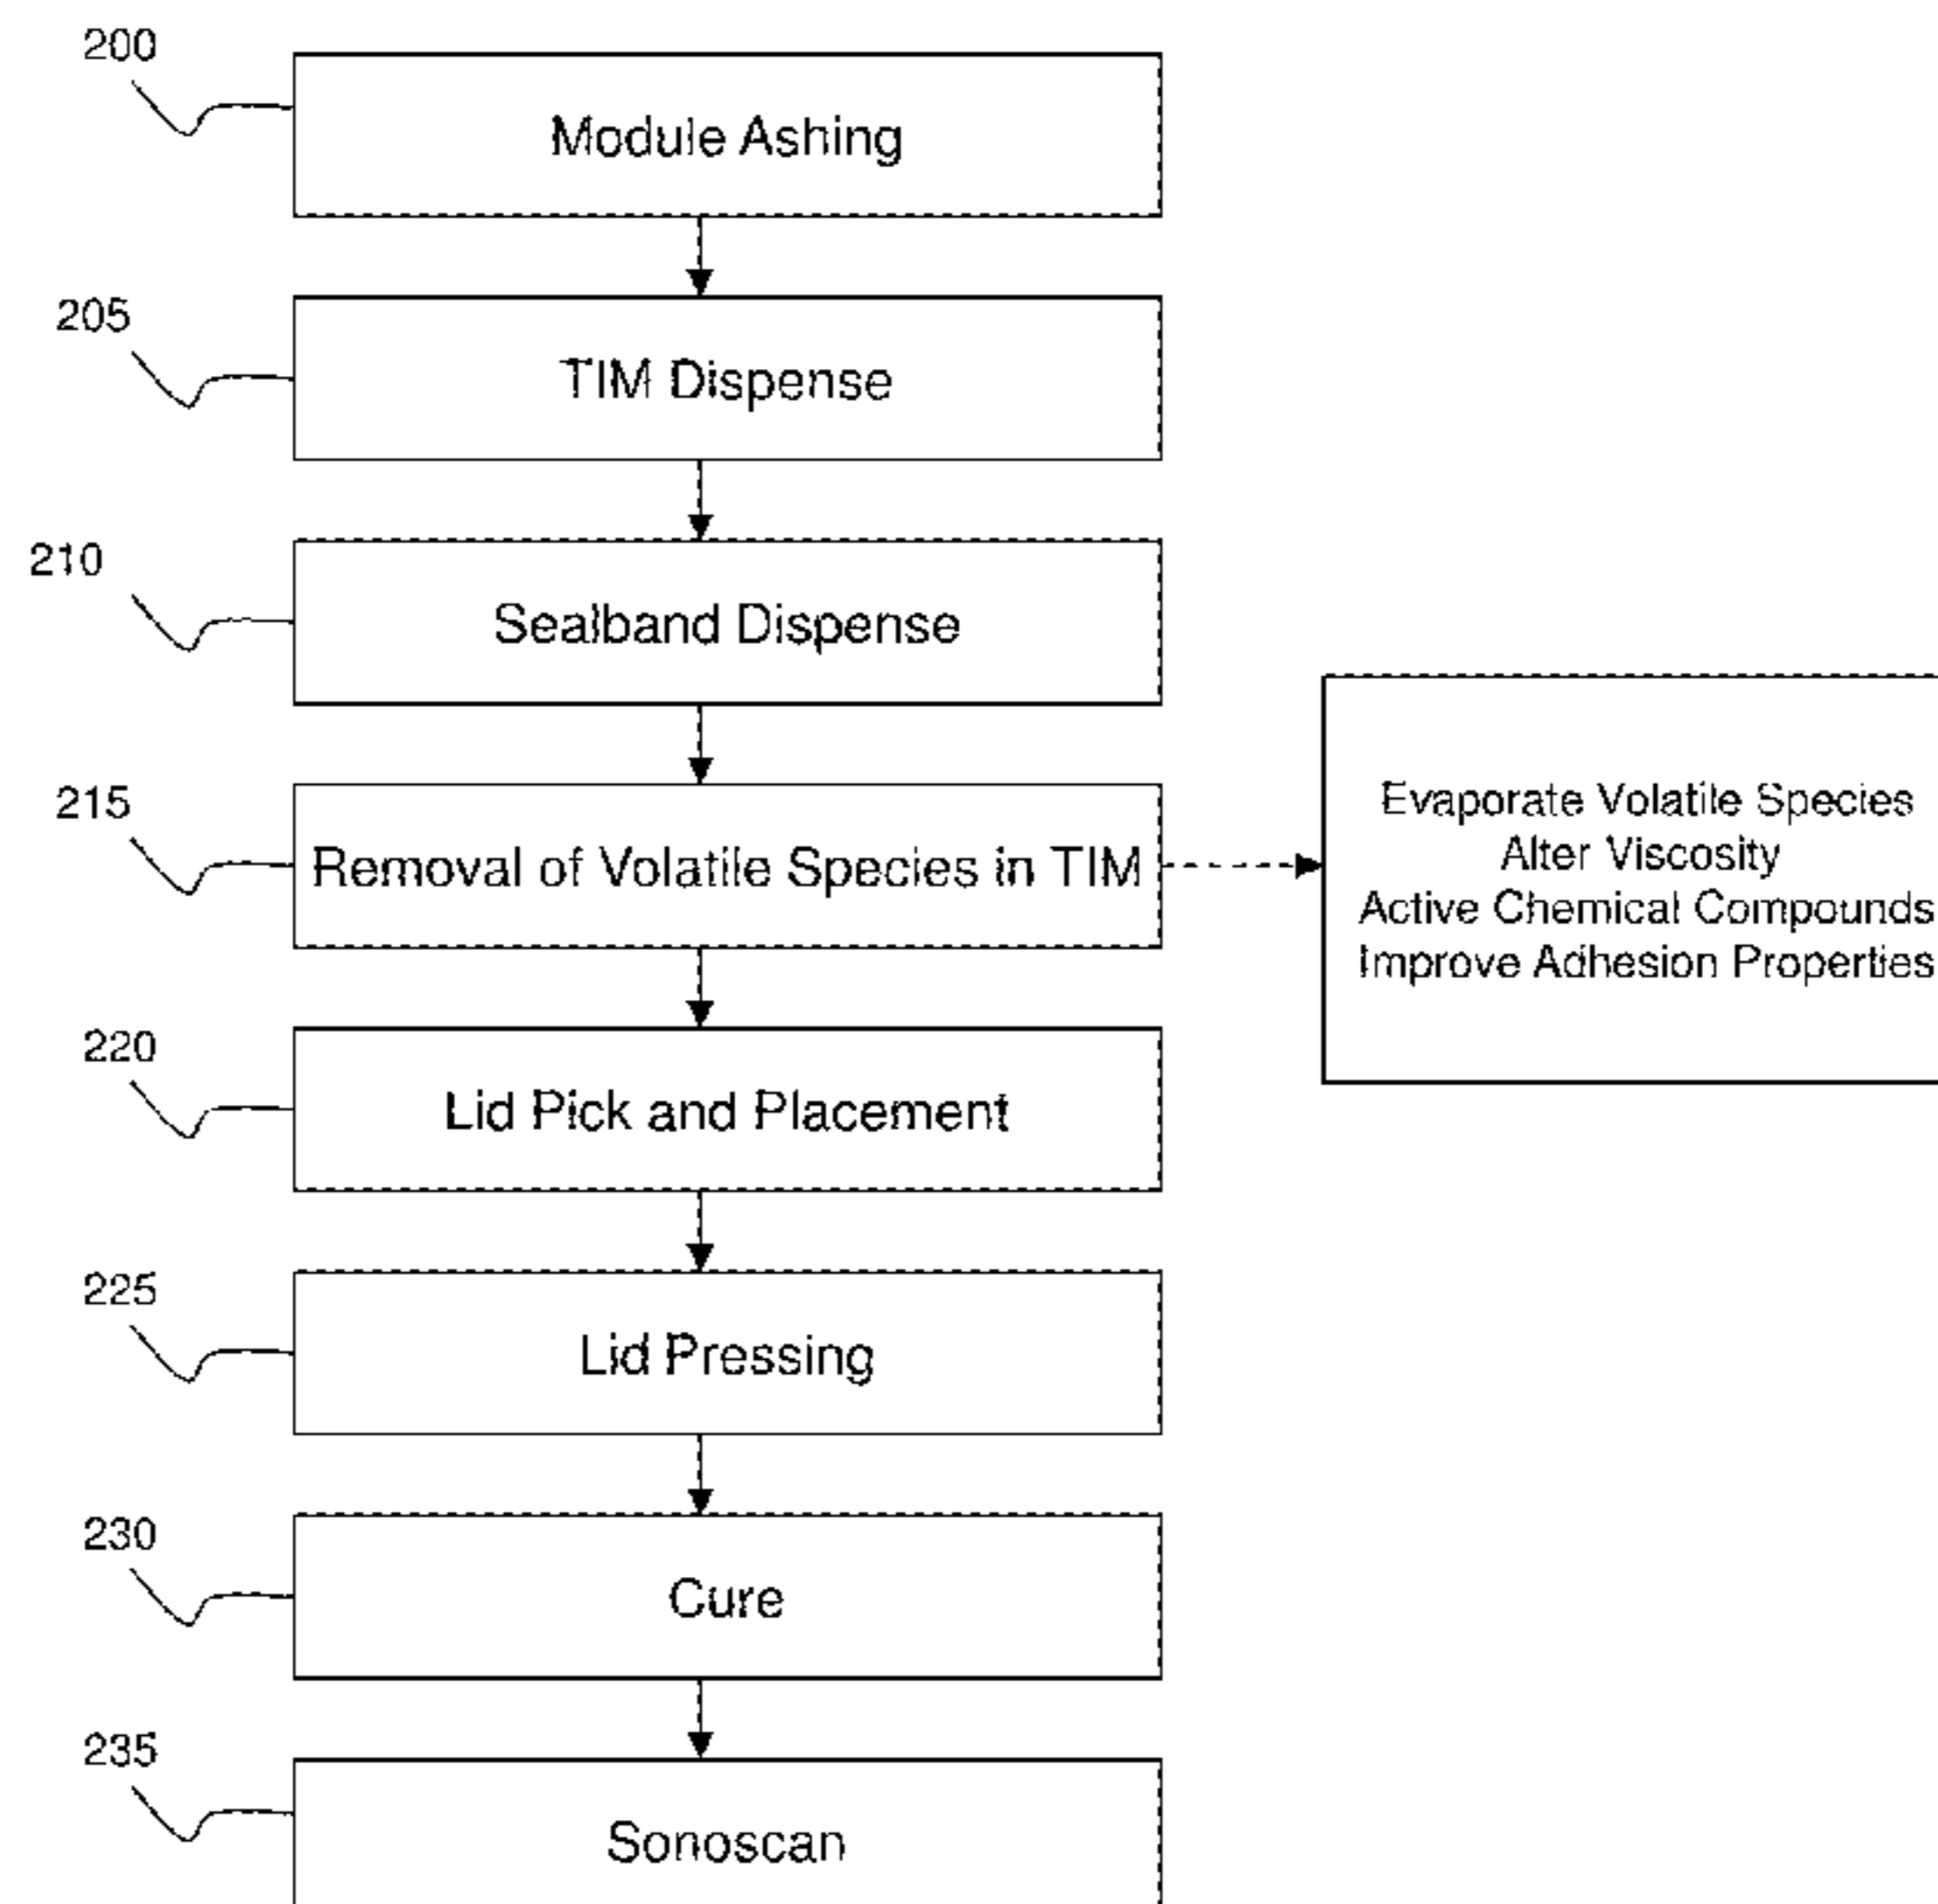 200
Module Ashing
205
TIM Dispense
210
Sealband Dispense
215
Removal of Volatile Species in TIM
Evaporate Volatile Species
Alter Viscosity
Active Chemical Compounds
Improve Adhesion Properties
220
Lid Pick and Placement
225
Lid Pressing
230
Cure
235
Sonoscan